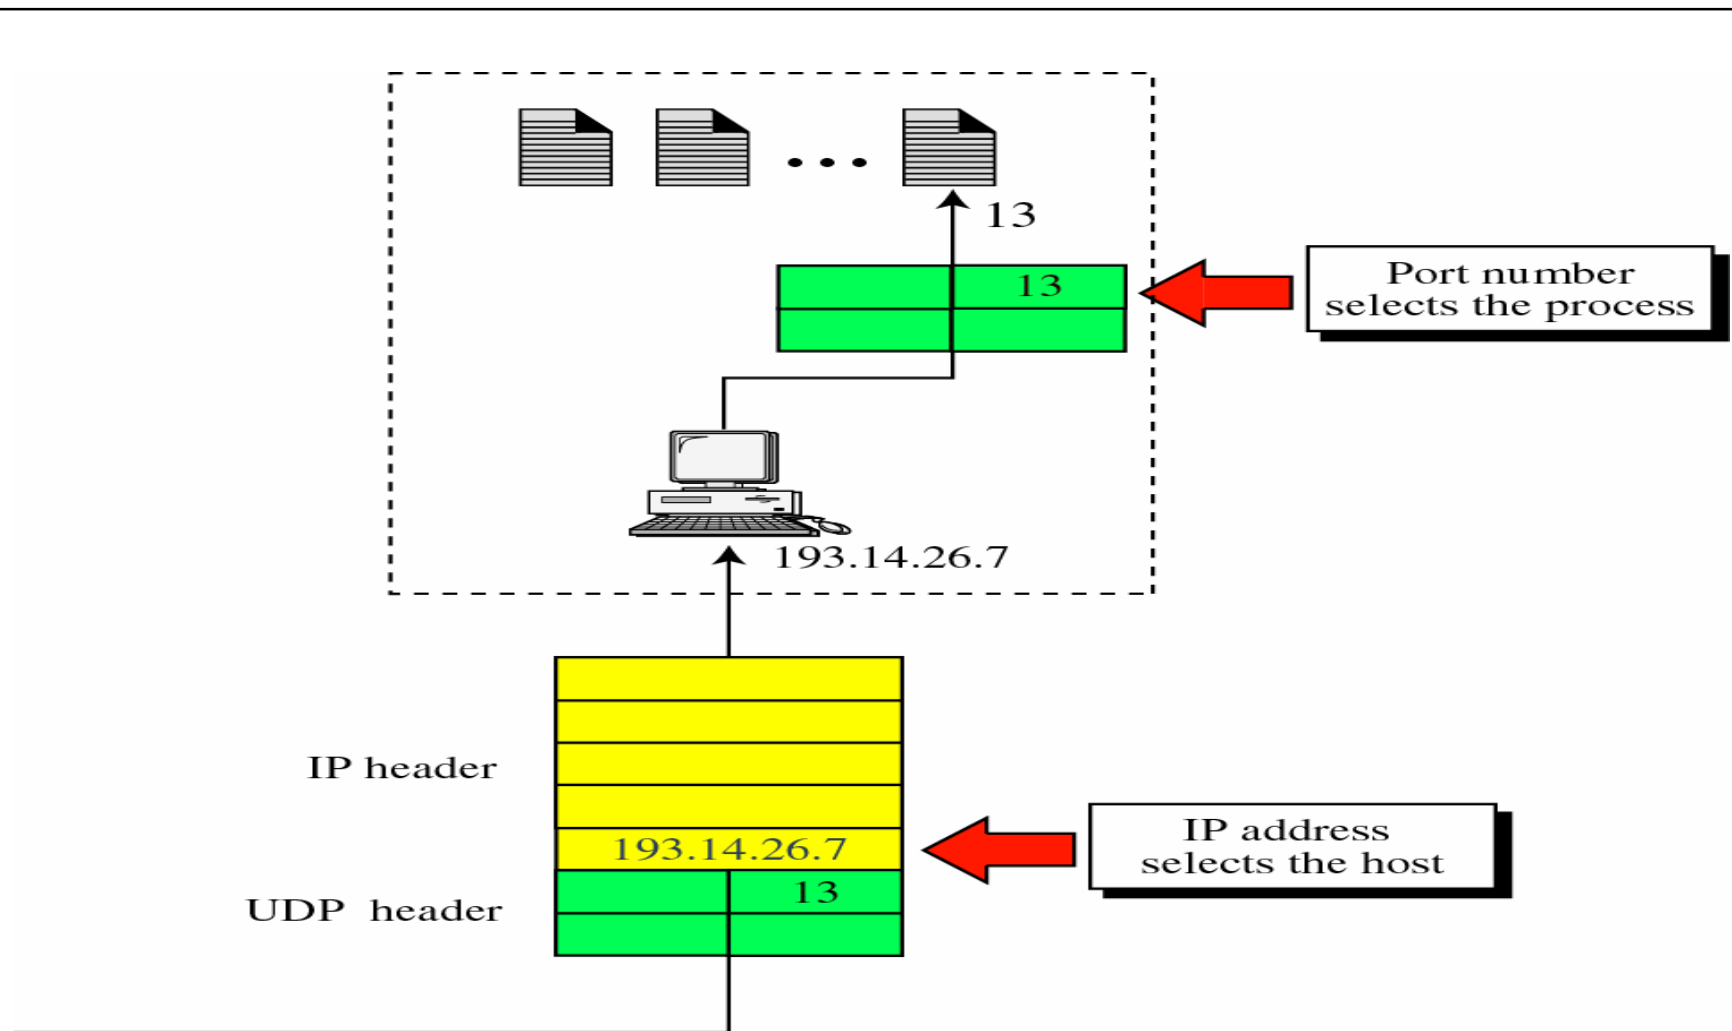 13
13
Port number
selects the process
193.14.26.7
IP header
193.14.26.7
IP address
selects the host
UDP header
13